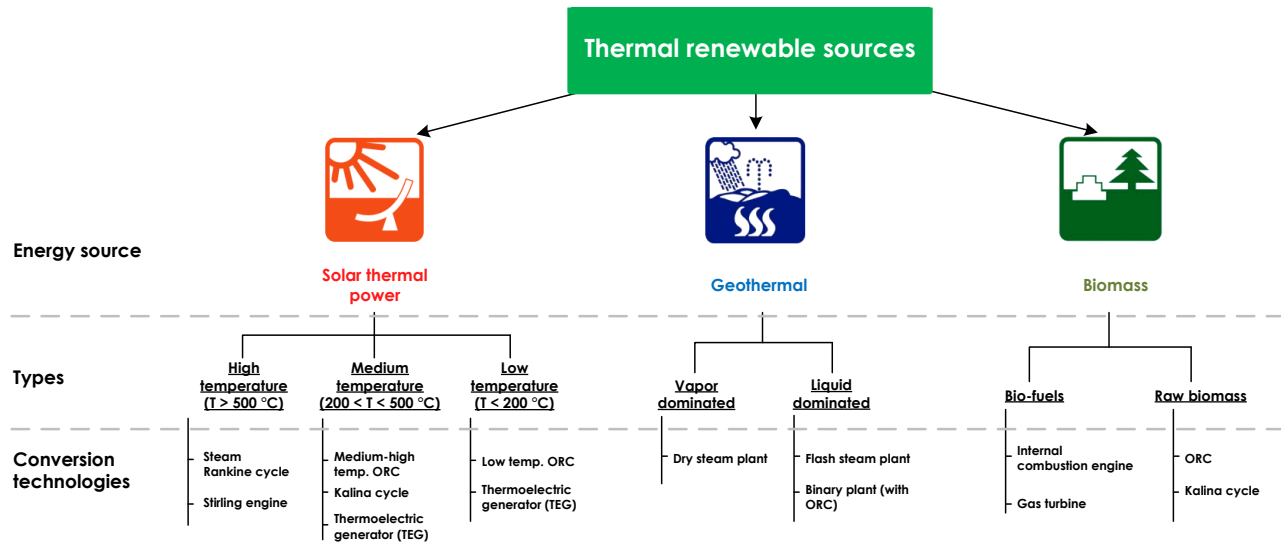 Thermal renewable sources
Energy source
Solar thermal
power
Geothermal
Biomass
Types
High
temperature
(T > 500 °C)
Medium
temperature
(200 < T < 500 °C)
Low
temperature
(T < 200 °C)
Vapor
dominated
Liquid
dominated
Bio-fuels
Raw biomass
Conversion
technologies
Steam
Rankine cycle
Stirling engine
Medium-high
temp. ORC
Kalina cycle
Thermoelectric
generator (TEG)
Low temp. ORC
Thermoelectric
generator (TEG)
Dry steam plant
Flash steam plant
Binary plant (with
ORC)
Internal
combustion engine
Gas turbine
ORC
Kalina cycle